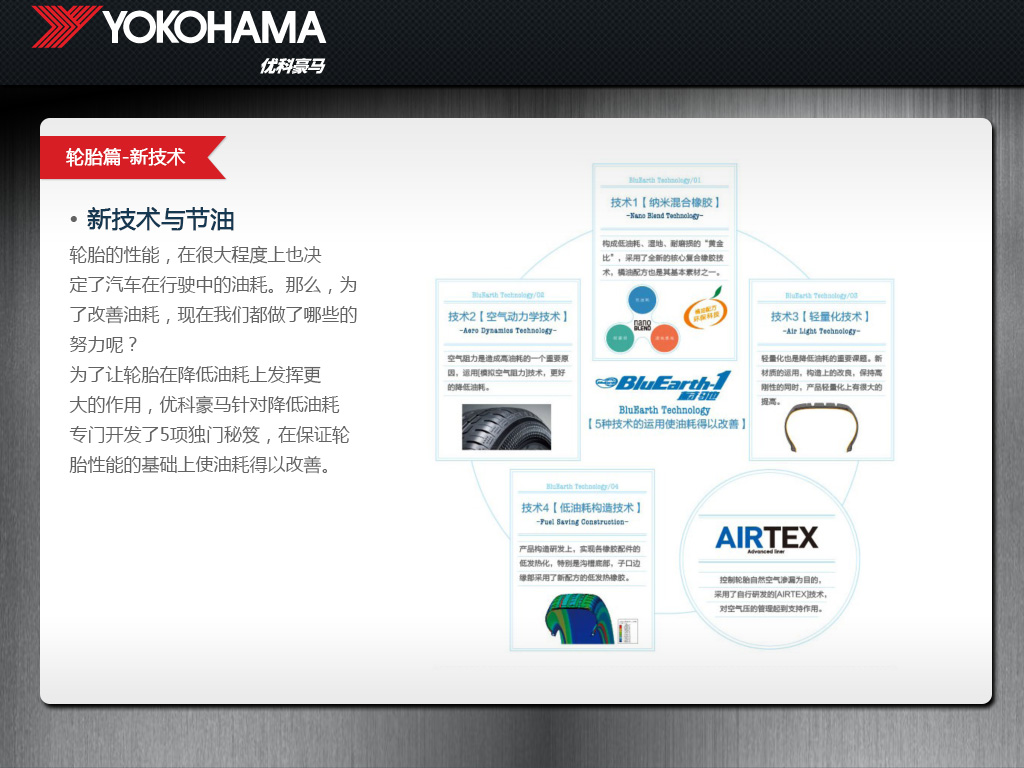 YOKOHAMA
优科豪马
轮胎篇-新技术
• 新技术与节油
轮胎的性能，在很大程度上也决
定了汽车在行驶中的油耗。那么，为
了改善油耗，现在我们都做了哪些的
努力呢？
为了让轮胎在降低油耗上发挥更
大的作用，优科豪马针对降低油耗
专门开发了5项独门秘笈，在保证轮
胎性能的基础上使油耗得以改善。
BluEarth Technology/01
技术1【纳米混合橡胶】
-Nano Blend Technology-
构成低油耗、湿地、耐磨损的“黄金
比”，采用了全新的核心复合橡胶技
术，橘油配方也是其基本素材之一。
nano
BLEND
橘油配方
环保科技
BluEarth Technology/02
技术2【空气动力学技术】
-Aero Dynamics Technology-
空气阻力是造成高油耗的一个重要原
因，运用[模拟空气阻力]技术，更好
的降低油耗。
BluEarth Technology/03
技术3【轻量化技术】
-Air Light Technology-
轻量化也是降低油耗的重要课题。新
材质的运用，构造上的改良，保持高
刚性的同时，产品轻量化上有很大的
提高。
BluEarth-1
耐驰
BluEarth Technology
【5种技术的运用使油耗得以改善】
BluEarth Technology/04
技术4【低油耗构造技术】
-Fuel Saving Construction-
产品构造研发上，实现各橡胶配件的
低发热化，特别是沟槽底部，子口边
缘部采用了新配方的低发热橡胶。
AIRTEX
Advanced liner
控制轮胎自然空气渗漏为目的，
采用了自行研发的[AIRTEX]技术，
对空气压的管理起到支持作用。